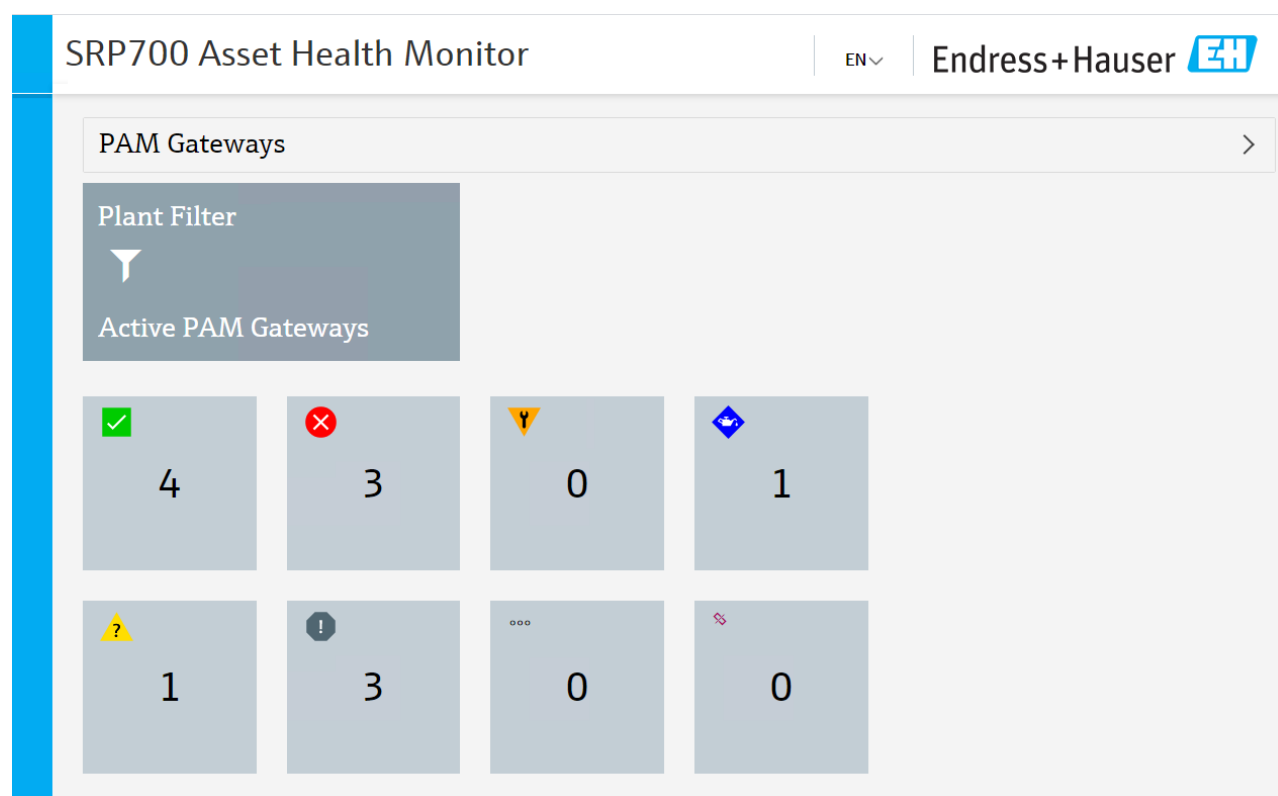 SRP700 Asset Health Monitor
EN
Endress+Hauser EH
PAM Gateways
Plant Filter
Active PAM Gateways
4
3
0
1
?
!
1
3
0
0